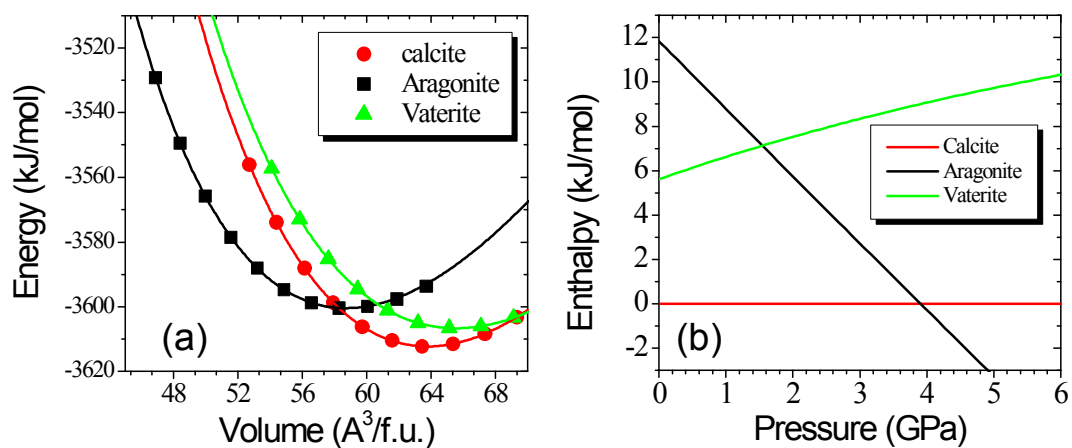 -3520
-3540
-3560
-3580
-3600
-3620
Energy (kJ/mol)
calcite
Aragonite
Vaterite
(a)
48 52 56 60 64 68
Volume (A³/f.u.)
12
10
8
6
4
2
0
-2
Enthalpy (kJ/mol)
Calcite
Aragonite
Vaterite
(b)
0 1 2 3 4 5 6
Pressure (GPa)